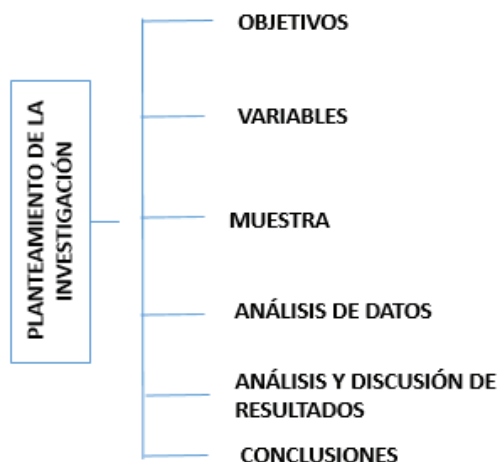 PLANTEAMIENTO DE LA
INVESTIGACIÓN
OBJETIVOS
VARIABLES
MUESTRA
ANÁLISIS DE DATOS
ANÁLISIS Y DISCUSIÓN DE
RESULTADOS
CONCLUSIONES